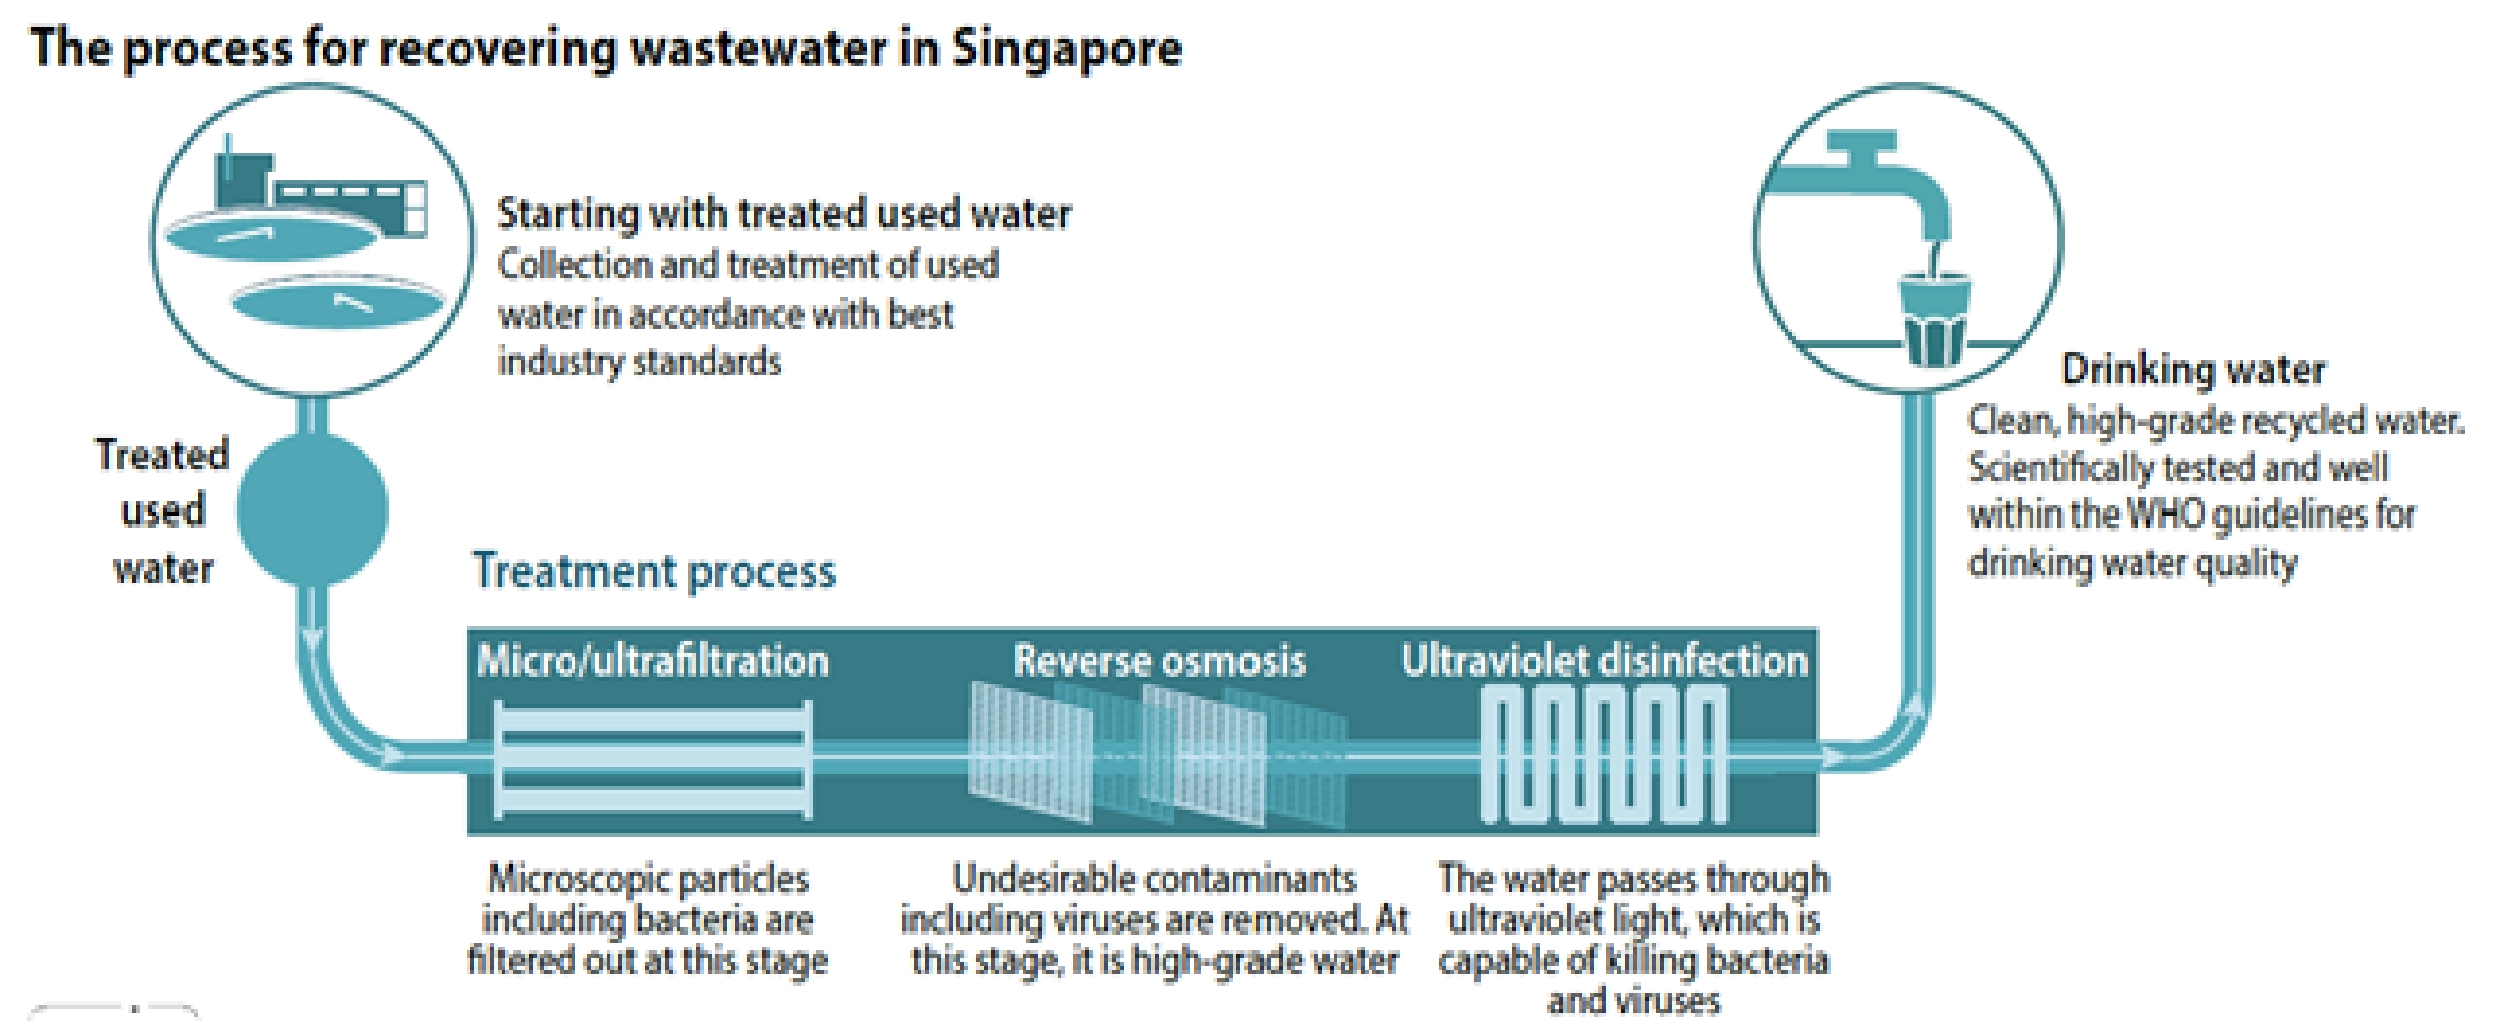 The process for recovering wastewater in Singapore
Starting with treated used water
Collection and treatment of used
water in accordance with best
industry standards
Treated
used
water
Drinking water
Clean, high-grade recycled water.
Scientifically tested and well
within the WHO guidelines for
drinking water quality
Treatment process
Micro/ultrafiltration
Reverse osmosis
Ultraviolet disinfection
Microscopic particles
including bacteria are
filtered out at this stage
Undesirable contaminants
including viruses are removed. At
this stage, it is high-grade water
The water passes through
ultraviolet light, which is
capable of killing bacteria
and viruses